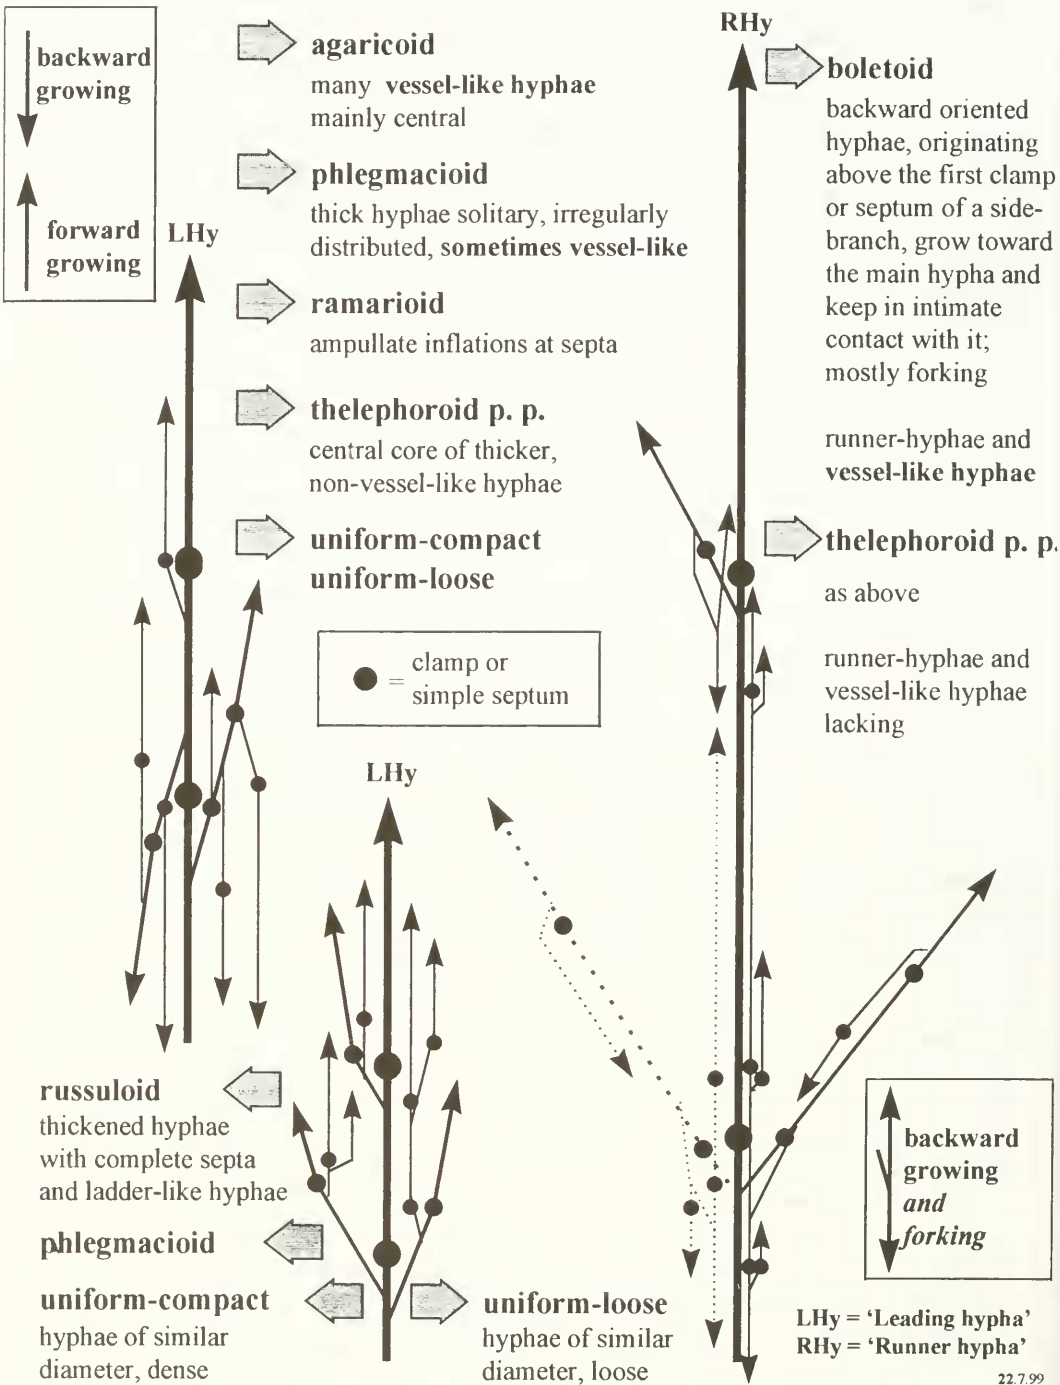 backward
growing
forward
growing
LHy
agaricoid
many vessel-like hyphae
mainly central
phlegmacioid
thick hyphae solitary, irregularly
distributed, sometimes vessel-like
ramarioid
ampullate inflations at septa
thelephoroid p. p.
central core of thicker,
non-vessel-like hyphae
uniform-compact
uniform-loose
= clamp or
simple septum
RHy
boletoid
backward oriented
hyphae, originating
above the first clamp
or septum of a side-
branch, grow toward
the main hypha and
keep in intimate
contact with it;
mostly forking
runner-hyphae and
vessel-like hyphae
thelephoroid p. p.
as above
runner-hyphae and
vessel-like hyphae
lacking
LHy
russuloid
thickened hyphae
with complete septa
and ladder-like hyphae
phlegmacioid
uniform-compact
hyphae of similar
diameter, dense
uniform-loose
hyphae of similar
diameter, loose
backward
growing
and
forking
LHy = ‘Leading hypha’
RHy = ‘Runner hypha’
22.7.99